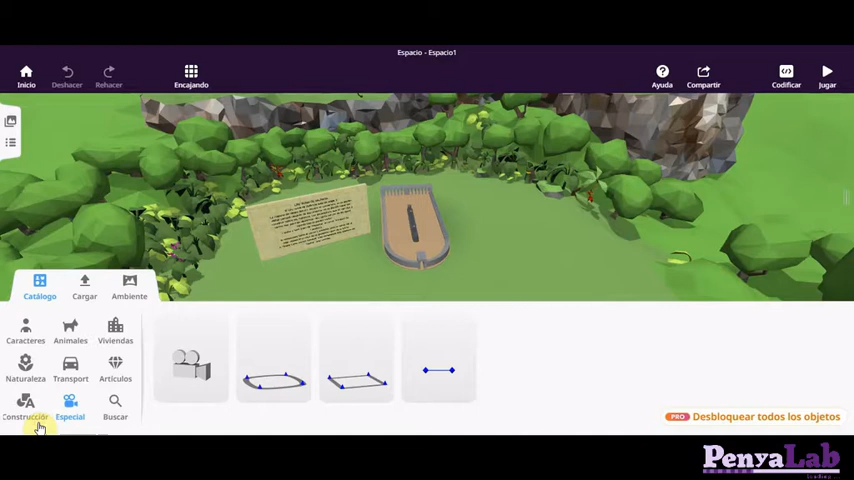 Espacio - Espacio1
Inicio
Deshacer
Rehacer
Encajando
Ayuda
Compartir
Codificar
Jugar
Catálogo
Cargar
Ambiente
Caracteres
Animales
Viviendas
Naturaleza
Transport
Artículos
Construcción
Especial
Buscar
PRO Desbloquear todos los objetos
PenyaLab